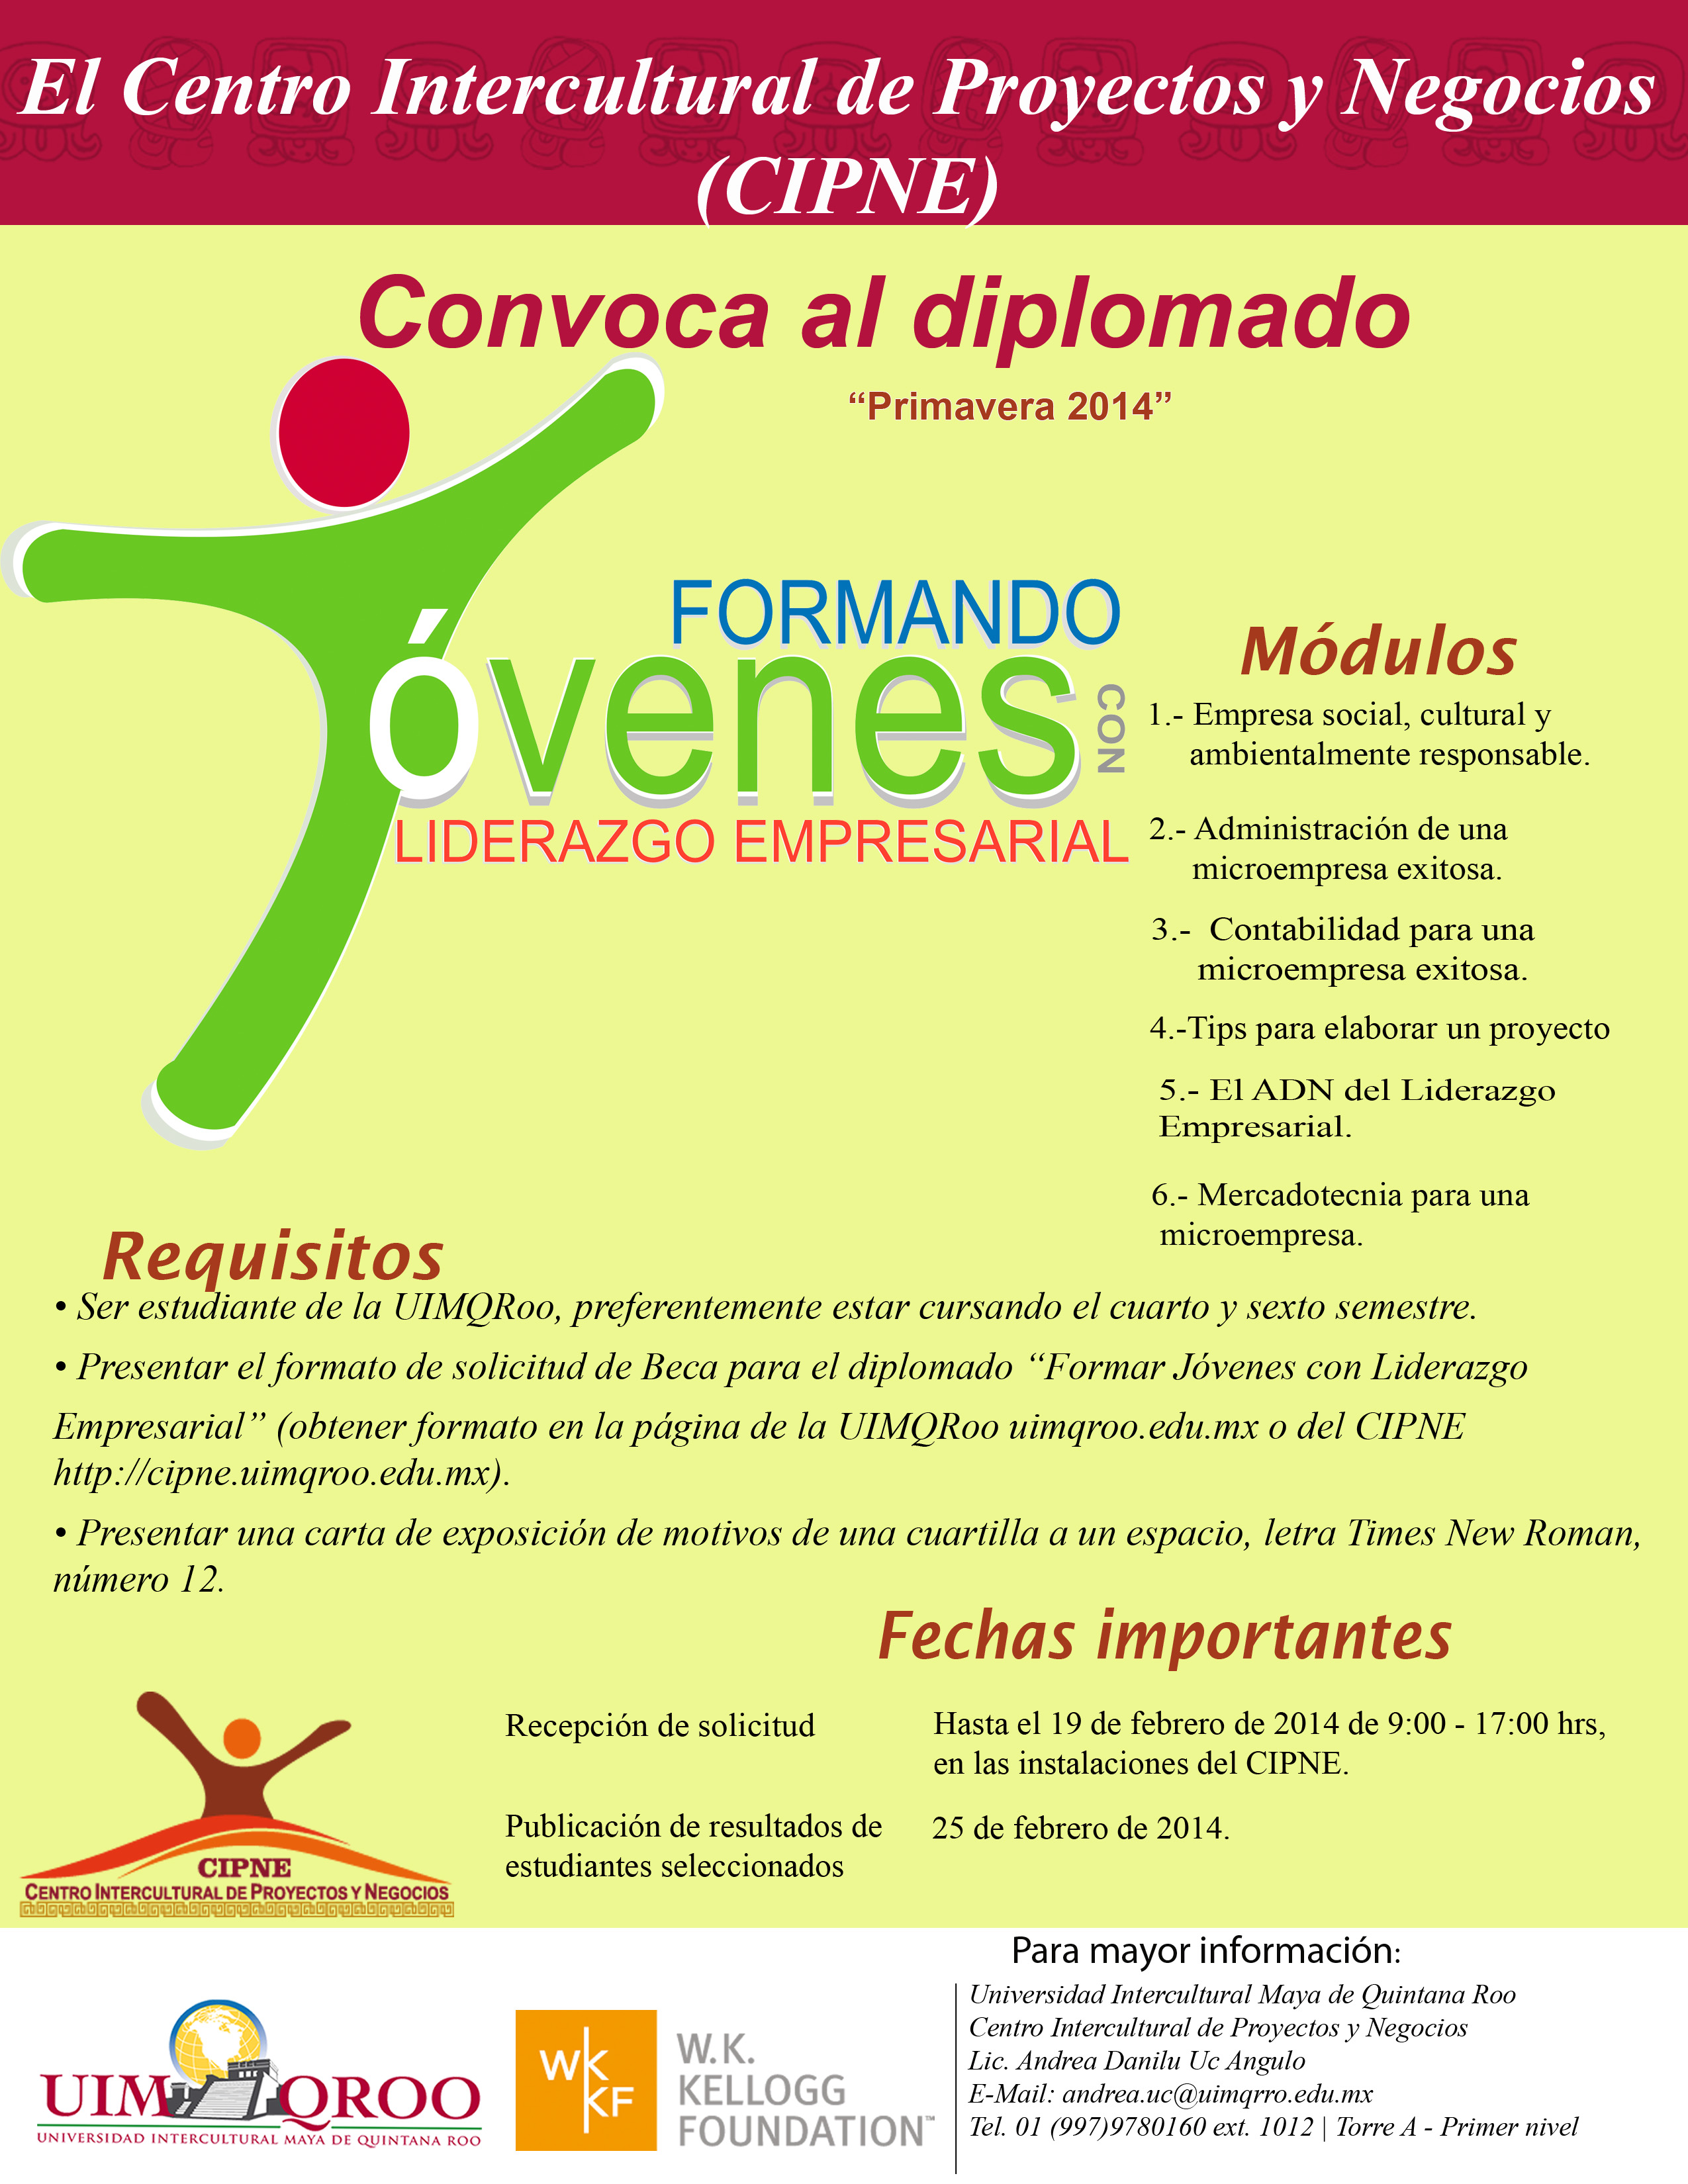 El Centro Intercultural de Proyectos y Negocios
(CIPNE)
Convoca al diplomado
“Primavera 2014”
FORMANDO
Jóvenes
CON
LIDERAZGO EMPRESARIAL
Módulos
1.- Empresa social, cultural y
ambientalmente responsable.
2.- Administración de una
microempresa exitosa.
3.- Contabilidad para una
microempresa exitosa.
4.-Tips para elaborar un proyecto
5.- El ADN del Liderazgo
Empresarial.
6.- Mercadotecnia para una
microempresa.
Requisitos
• Ser estudiante de la UIMQRoo, preferentemente estar cursando el cuarto y sexto semestre.
• Presentar el formato de solicitud de Beca para el diplomado “Formar Jóvenes con Liderazgo
Empresarial” (obtener formato en la página de la UIMQRoo uimqroo.edu.mx o del CIPNE
http://cipne.uimqroo.edu.mx).
• Presentar una carta de exposición de motivos de una cuartilla a un espacio, letra Times New Roman,
número 12.
Fechas importantes
Recepción de solicitud
Hasta el 19 de febrero de 2014 de 9:00 - 17:00 hrs,
en las instalaciones del CIPNE.
Publicación de resultados de
estudiantes seleccionados
25 de febrero de 2014.
CIPNE
CENTRO INTERCULTURAL DE PROYECTOS Y NEGOCIOS
UIMQROO
UNIVERSIDAD INTERCULTURAL MAYA DE QUINTANA ROO
WK
KF
W.K.
KELLOGG
FOUNDATION™
Para mayor información:
Universidad Intercultural Maya de Quintana Roo
Centro Intercultural de Proyectos y Negocios
Lic. Andrea Danilu Uc Angulo
E-Mail: andrea.uc@uimqrro.edu.mx
Tel. 01 (997)9780160 ext. 1012 | Torre A - Primer nivel